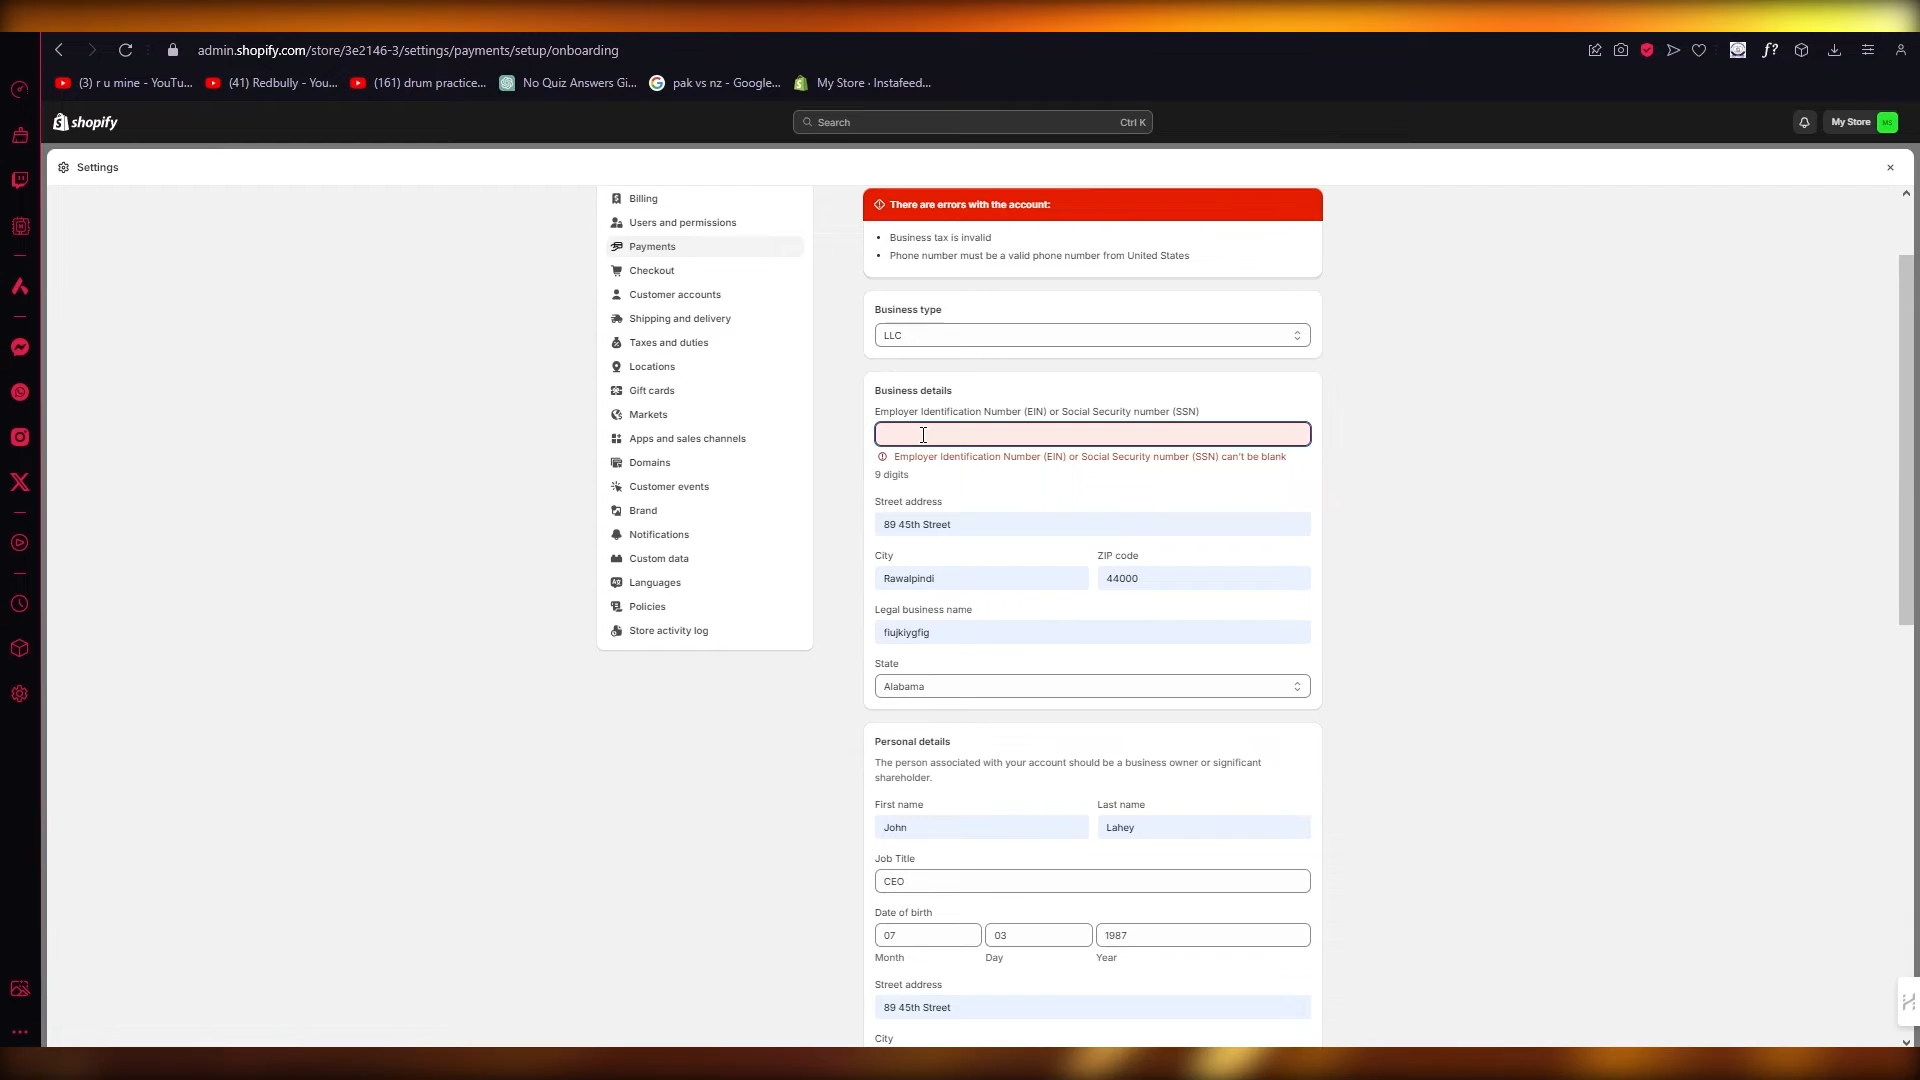 admin.shopify.com/store/3e2146-3/settings/payments/setup/onboarding
(3) r u mine - YouTu...
(41) Redbully - You...
(161) drum practice...
No Quiz Answers Gi...
pak vs nz - Google...
My Store · Instafeed...
shopify
Search
Ctrl K
My Store
MS
Settings
Billing
Users and permissions
Payments
Checkout
Customer accounts
Shipping and delivery
Taxes and duties
Locations
Gift cards
Markets
Apps and sales channels
Domains
Customer events
Brand
Notifications
Custom data
Languages
Policies
Store activity log
There are errors with the account:
Business tax is invalid
Phone number must be a valid phone number from United States
Business type
LLC
Business details
Employer Identification Number (EIN) or Social Security number (SSN)
Employer Identification Number (EIN) or Social Security number (SSN) can't be blank
9 digits
Street address
89 45th Street
City
ZIP code
Rawalpindi
44000
Legal business name
fiujkiygfig
State
Alabama
Personal details
The person associated with your account should be a business owner or significant
shareholder.
First name
Last name
John
Lahey
Job Title
CEO
Date of birth
07
03
1987
Month
Day
Year
Street address
89 45th Street
City